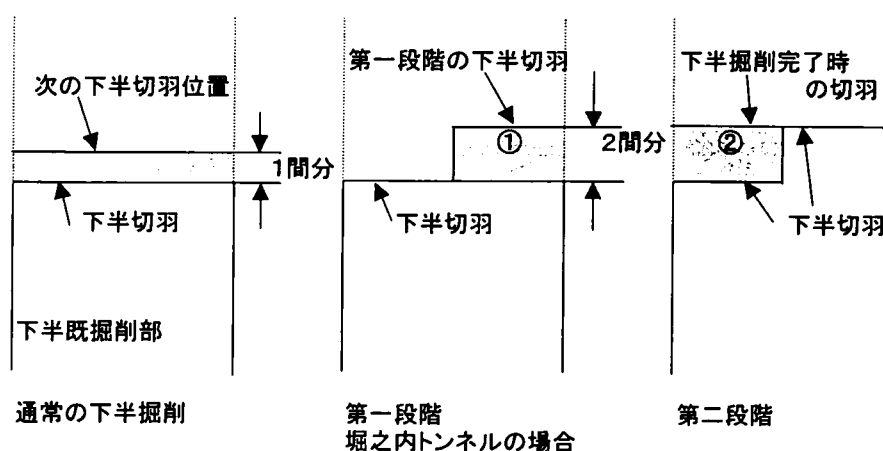 次の下半切羽位置
1間分
下半切羽
下半既掘削部
通常の下半掘削
第一段階の下半切羽
①
2間分
下半切羽
第一段階
堀之内トンネルの場合
下半掘削完了時
の切羽
②
下半切羽
第二段階